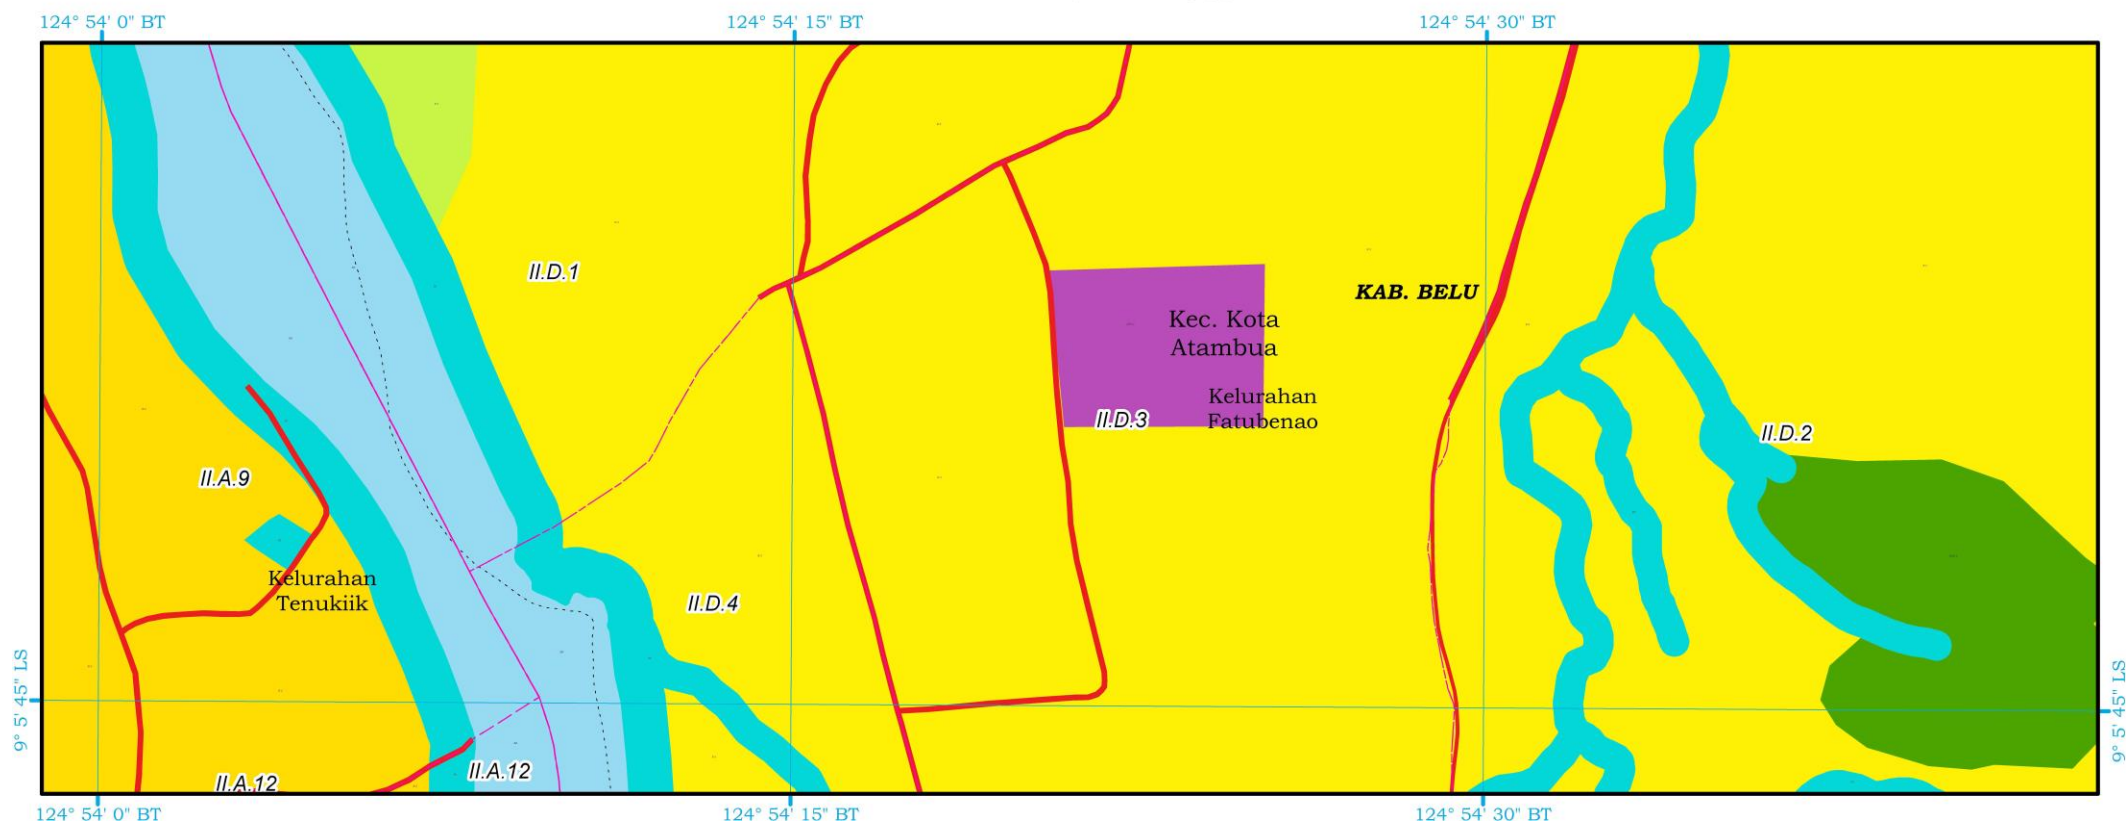 124° 54' 0" BT
124° 54' 15" BT
124° 54' 30" BT
II.D.1
KAB. BELU
Kec. Kota
Atambua
Kelurahan
Fatubenao
II.D.3
II.D.2
II.A.9
Kelurahan
Tenukiik
II.D.4
9° 5' 45" LS
9° 5' 45" LS
II.A.12
II.A.12
124° 54' 0" BT
124° 54' 15" BT
124° 54' 30" BT